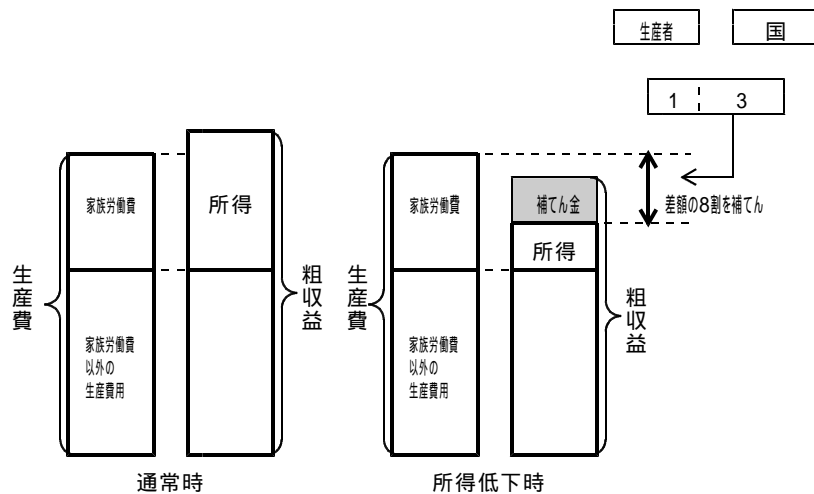 生産者
国
1
3
家族労働費
所得
家族労働費
補てん金
差額の8割を補てん
所得
生産費
粗収益
生産費
粗収益
家族労働費
以外の
生産費用
家族労働費
以外の
生産費用
通常時
所得低下時